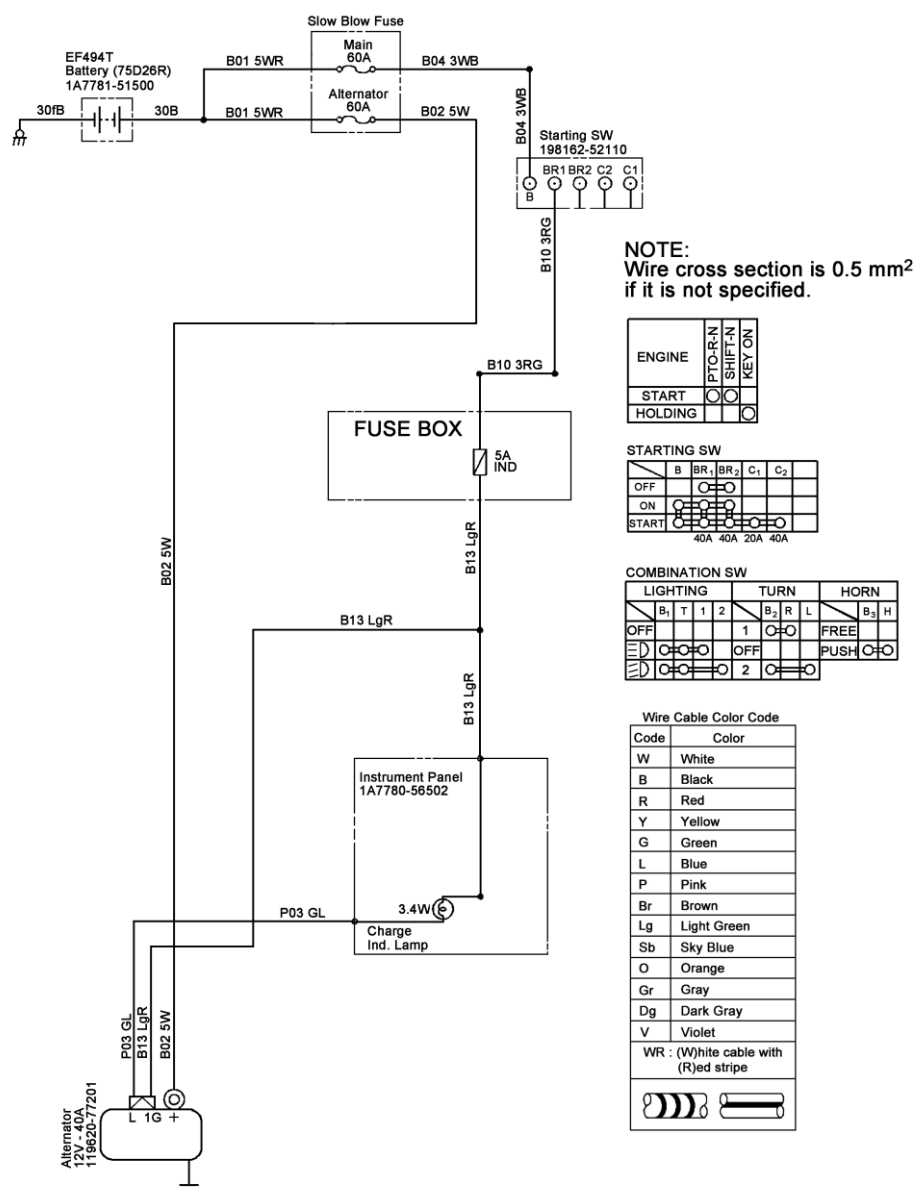 Slow Blow Fuse
Main
60A
B01 5WR
B04 3WB
EF494T
Battery (75D26R)
1A7781-51500
Alternator
60A
30fB
30B
B01 5WR
B02 5W
B04 3WB
Starting SW
198162-52110
B
BR1
BR2
C2
C1
B10 3RG
NOTE:
Wire cross section is 0.5 mm2
if it is not specified.
B10 3RG
ENGINE
PTO-R-N
SHIFT-N
KEY ON
START
HOLDING
FUSE BOX
5A
IND
STARTING SW
B BR1 BR2 C1 C2
OFF
ON
START
40A 40A 20A 40A
B02 5W
B13 LgR
B13 LgR
B13 LgR
COMBINATION SW
LIGHTING TURN HORN
B1 T 1 2 B2 R L B3 H
OFF 1 FREE
OFF PUSH
2
Instrument Panel
1A7780-56502
3.4W
Charge
Ind. Lamp
P03 GL
Wire Cable Color Code
Code Color
W White
B Black
R Red
Y Yellow
G Green
L Blue
P Pink
Br Brown
Lg Light Green
Sb Sky Blue
O Orange
Gr Gray
Dg Dark Gray
V Violet
WR : (W)hite cable with
(R)ed stripe
P03 GL
B13 LgR
B02 5W
L 1G +
Alternator
12V - 40A
119620-77201